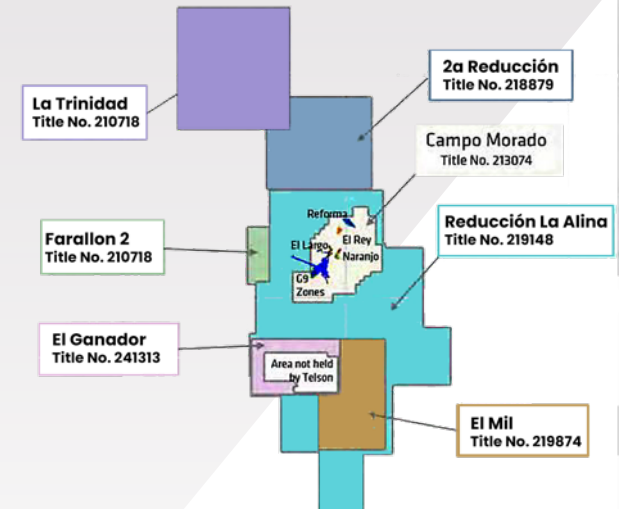 La Trinidad
Title No. 210718
2a Reducción
Title No. 218879
Campo Morado
Title No. 213074
Reforma
El Rey
El Largo
Naranjo
G9
Zones
Reducción La Alina
Title No. 219148
Farallon 2
Title No. 210718
El Ganador
Title No. 241313
Area not held
by Telson
El Mil
Title No. 219874